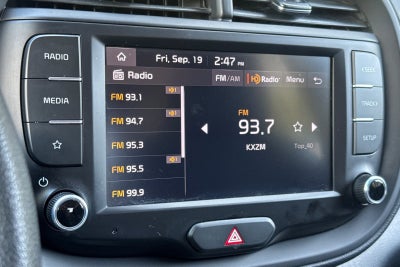 RADIO
MEDIA
Fri, Sep. 19 2:47 PM
Radio FM/AM HD Radio Menu
FM 93.1
FM 94.7
FM 95.3
FM 95.5
FM 99.9
FM
93.7
KXZM
Top_40
< SEEK
TRACK >
SETUP